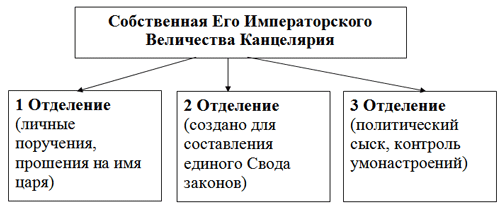 Собственная Его Императорского
Величества Канцелярия
1 Отделение
(личные
поручения,
прошения на имя
царя)
2 Отделение
(создано для
составления
единого Свода
законов)
3 Отделение
(политический
сыск, контроль
умонастроений)